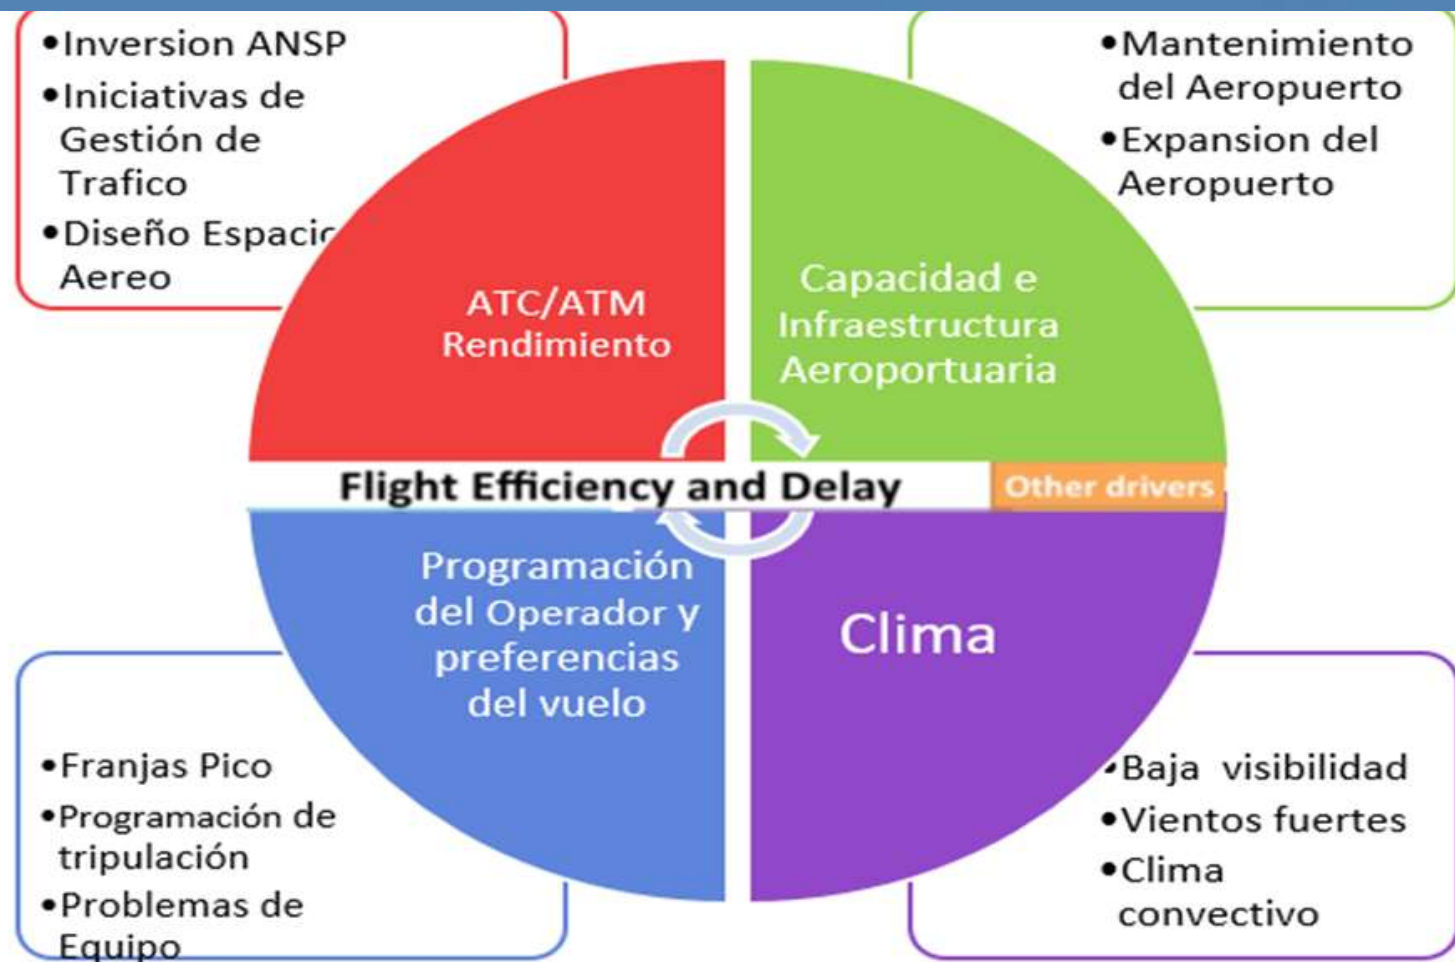 •Inversion ANSP
•Iniciativas de
Gestión de
Trafico
•Diseño Espacio
Aereo
•Mantenimiento
del Aeropuerto
•Expansion del
Aeropuerto
ATC/ATM
Rendimiento
Capacidad e
Infraestructura
Aeroportuaria
Flight Efficiency and Delay
Other drivers
Programación
del Operador y
preferencias
del vuelo
Clima
•Franjas Pico
•Programación de
tripulación
•Problemas de
Equipo
•Baja visibilidad
•Vientos fuertes
•Clima
convectivo